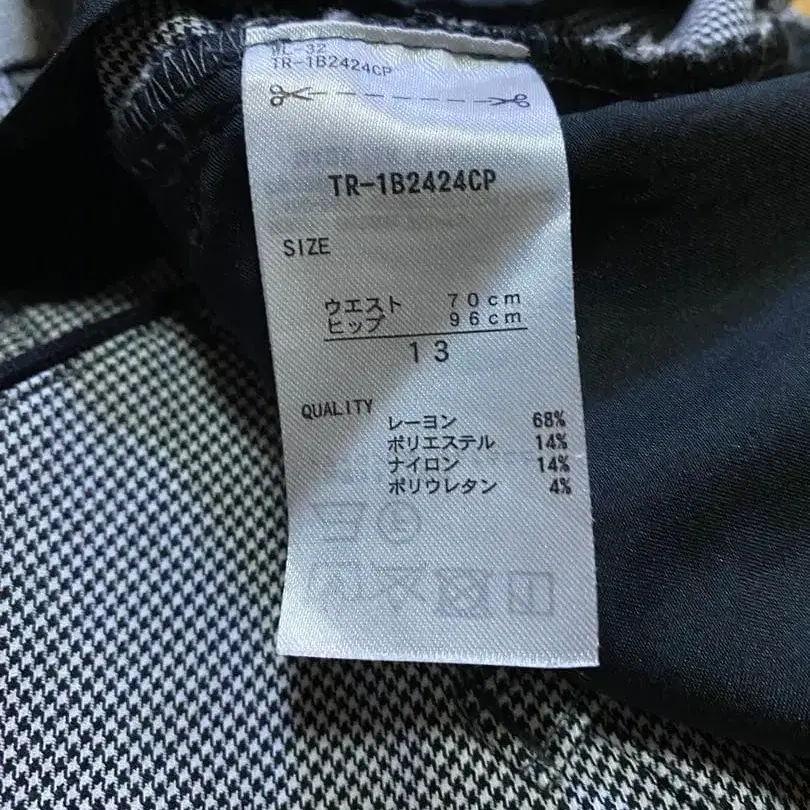 TR-1B2424CP
TR-1B2424CP
SIZE
ウエスト 70cm
ヒップ 96cm
13
QUALITY
レーヨン 68%
ポリエステル 14%
ナイロン 14%
ポリウレタン 4%